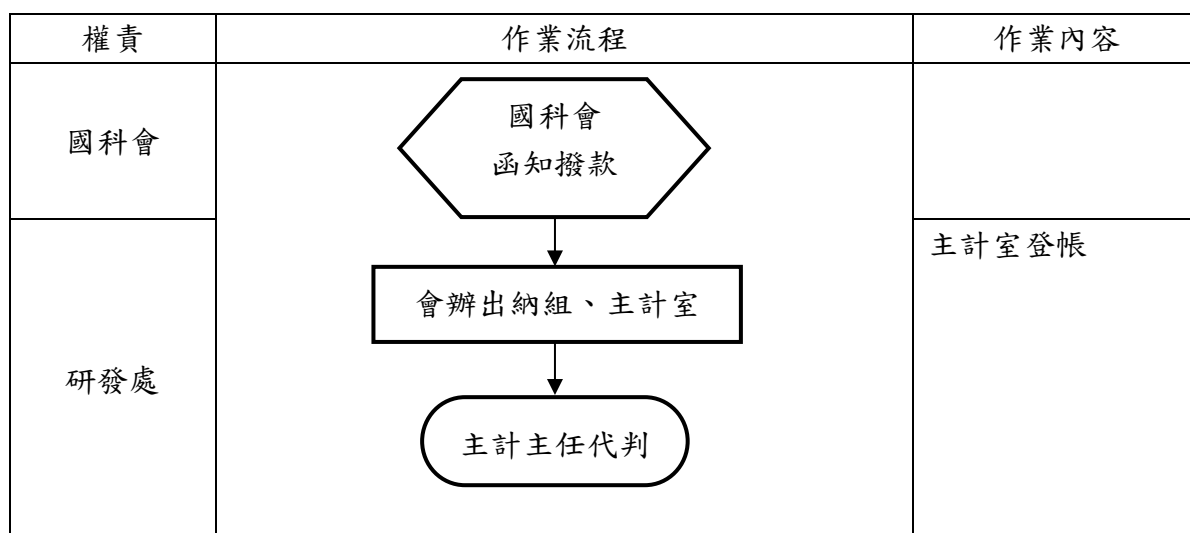 權責
作業流程
作業內容
國科會
國科會
函知撥款
研發處
會辦出納組、主計室
主計主任代判
主計室登帳